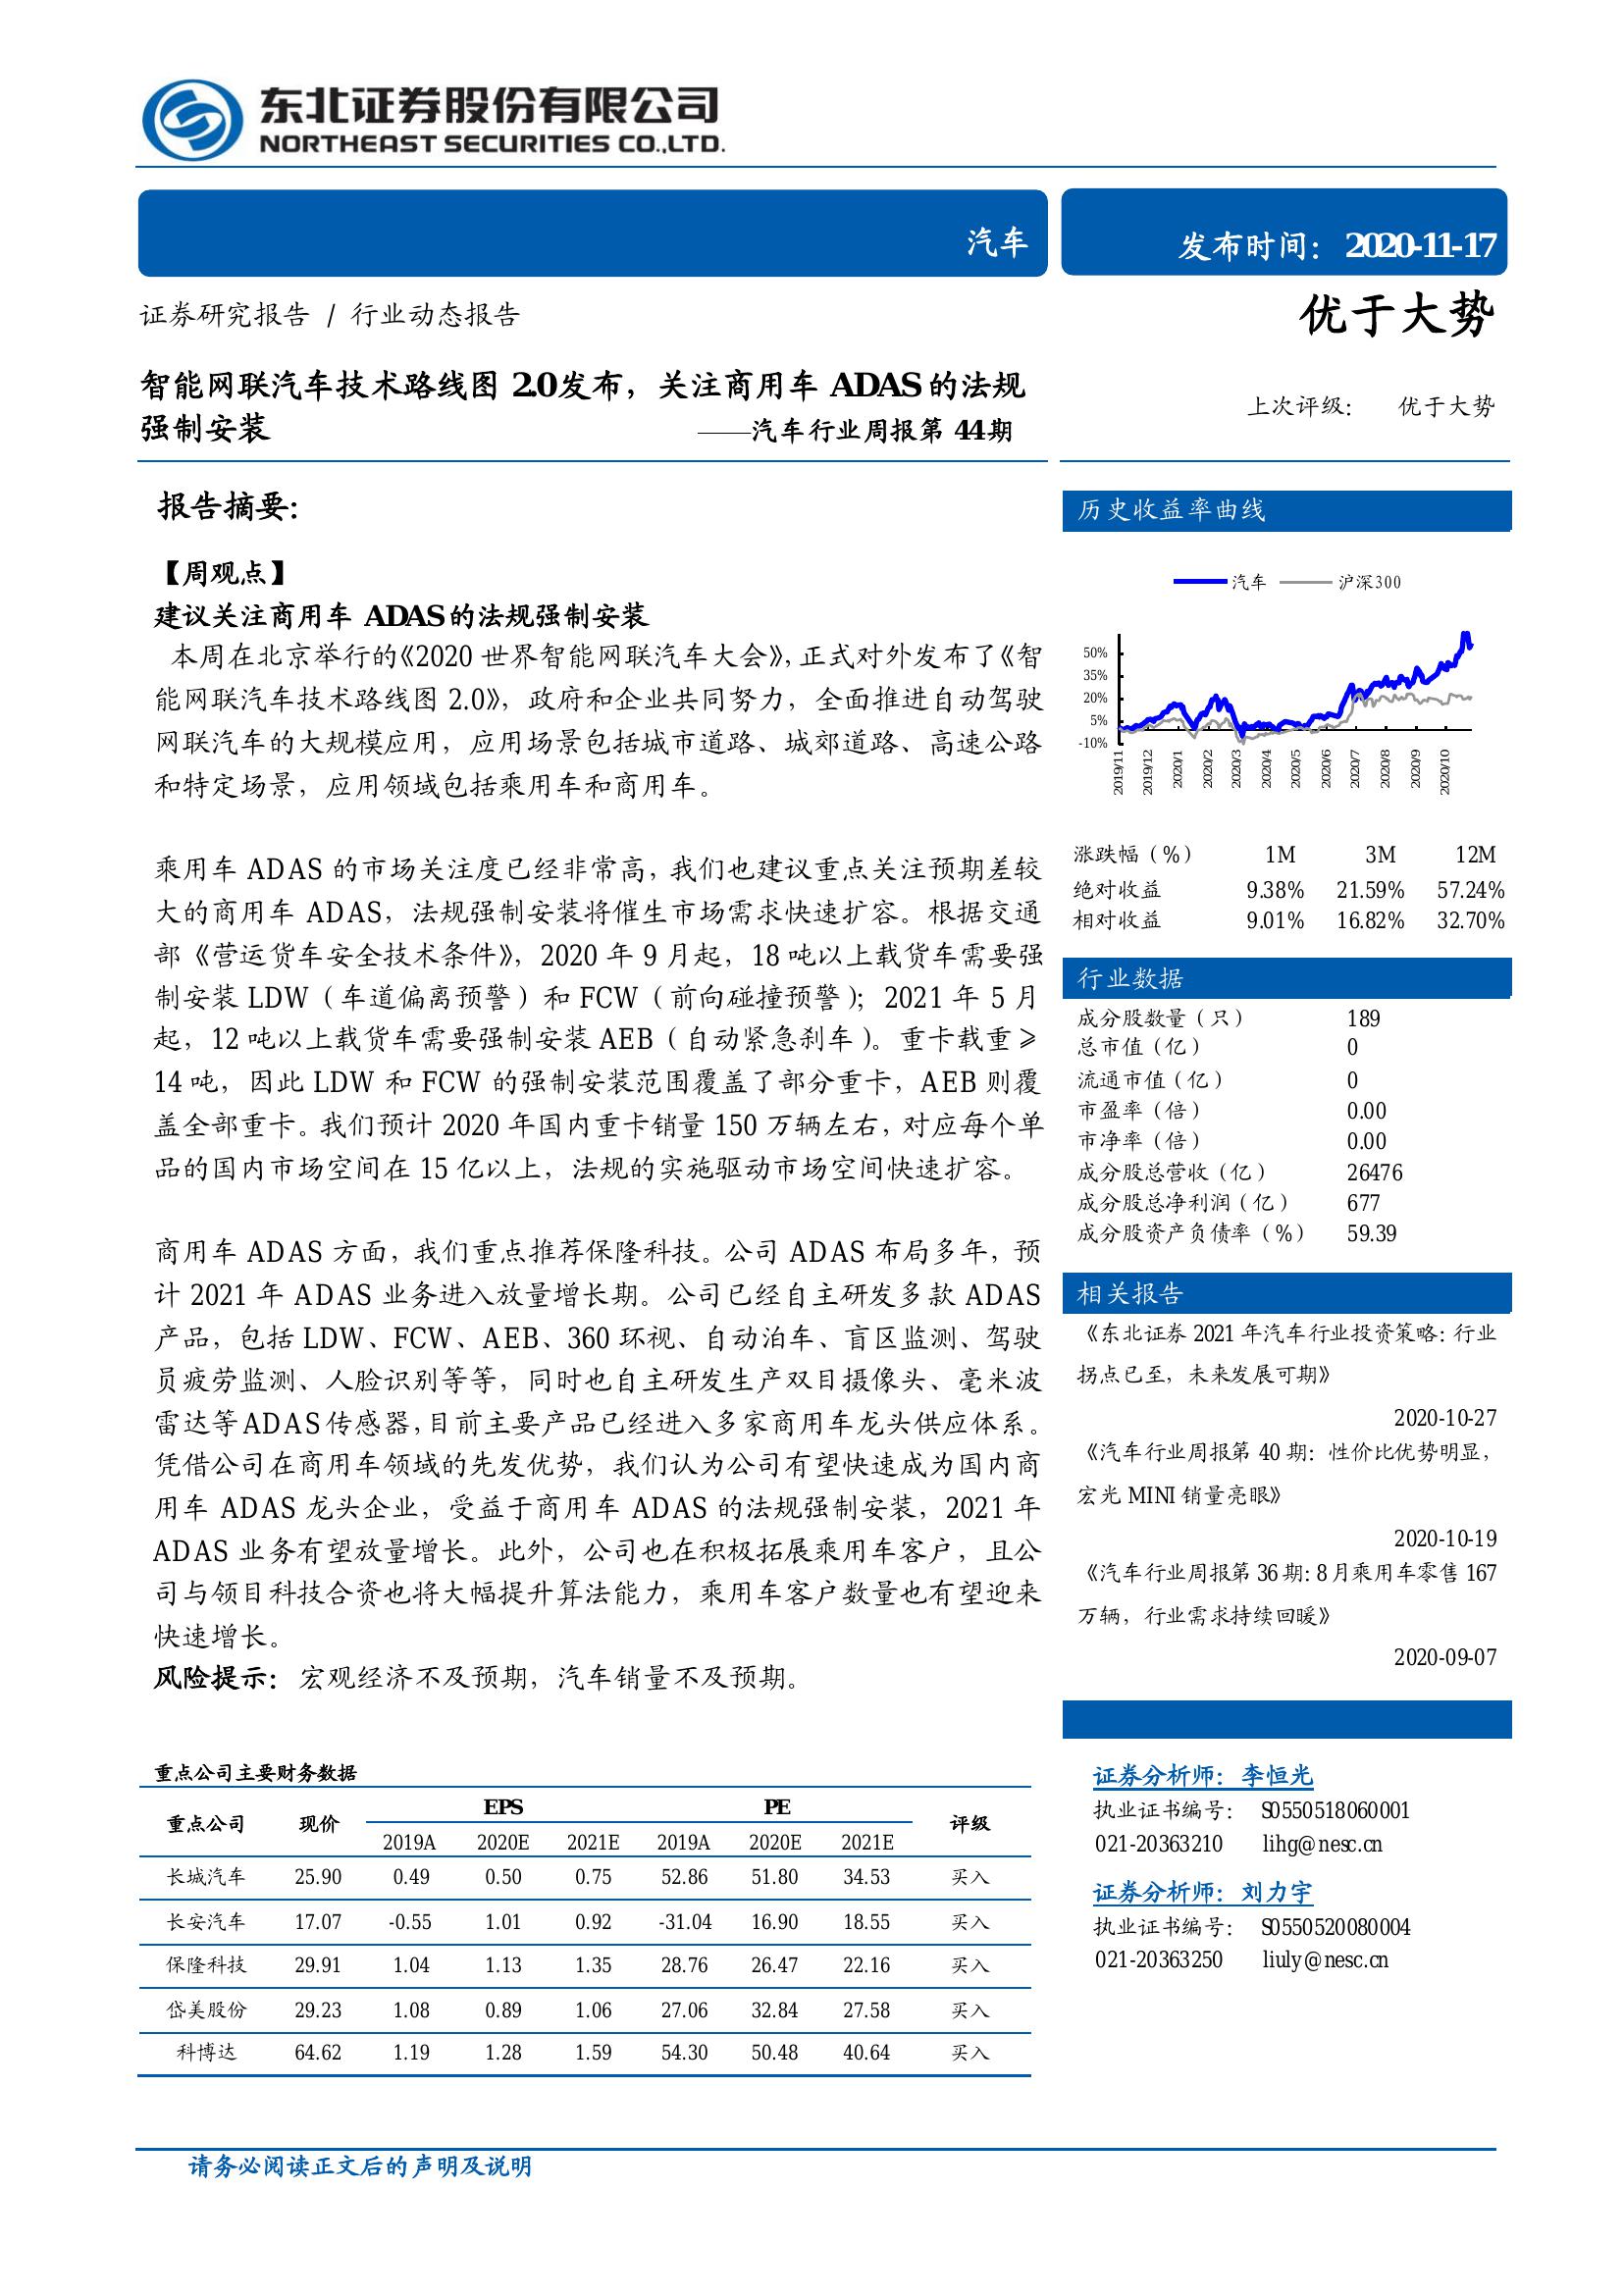 东北证券股份有限公司
NORTHEAST SECURITIES CO.,LTD.
汽车
发布时间：2020-11-17
证券研究报告 / 行业动态报告
优于大势
智能网联汽车技术路线图 2.0发布，关注商用车 ADAS 的法规
强制安装
——汽车行业周报第 44期
上次评级： 优于大势
报告摘要：
【周观点】
建议关注商用车 ADAS 的法规强制安装
本周在北京举行的《2020 世界智能网联汽车大会》，正式对外发布了《智
能网联汽车技术路线图 2.0》，政府和企业共同努力，全面推进自动驾驶
网联汽车的大规模应用，应用场景包括城市道路、城郊道路、高速公路
和特定场景，应用领域包括乘用车和商用车。
乘用车 ADAS 的市场关注度已经非常高，我们也建议重点关注预期差较
大的商用车 ADAS，法规强制安装将催生市场需求快速扩容。根据交通
部《营运货车安全技术条件》，2020 年 9 月起，18 吨以上载货车需要强
制安装 LDW（车道偏离预警）和 FCW（前向碰撞预警）；2021 年 5 月
起，12 吨以上载货车需要强制安装 AEB（自动紧急刹车）。重卡载重≥
14 吨，因此 LDW 和 FCW 的强制安装范围覆盖了部分重卡，AEB 则覆
盖全部重卡。我们预计 2020 年国内重卡销量 150 万辆左右，对应每个单
品的国内市场空间在 15 亿以上，法规的实施驱动市场空间快速扩容。
商用车 ADAS 方面，我们重点推荐保隆科技。公司 ADAS 布局多年，预
计 2021 年 ADAS 业务进入放量增长期。公司已经自主研发多款 ADAS
产品，包括 LDW、FCW、AEB、360 环视、自动泊车、盲区监测、驾驶
员疲劳监测、人脸识别等等，同时也自主研发生产双目摄像头、毫米波
雷达等 ADAS 传感器，目前主要产品已经进入多家商用车龙头供应体系。
凭借公司在商用车领域的先发优势，我们认为公司有望快速成为国内商
用车 ADAS 龙头企业，受益于商用车 ADAS 的法规强制安装，2021 年
ADAS 业务有望放量增长。此外，公司也在积极拓展乘用车客户，且公
司与领目科技合资也将大幅提升算法能力，乘用车客户数量也有望迎来
快速增长。
风险提示：宏观经济不及预期，汽车销量不及预期。
重点公司主要财务数据
重点公司 现价 EPS PE 评级
2019A 2020E 2021E 2019A 2020E 2021E
长城汽车 25.90 0.49 0.50 0.75 52.86 51.80 34.53 买入
长安汽车 17.07 -0.55 1.01 0.92 -31.04 16.90 18.55 买入
保隆科技 29.91 1.04 1.13 1.35 28.76 26.47 22.16 买入
岱美股份 29.23 1.08 0.89 1.06 27.06 32.84 27.58 买入
科博达 64.62 1.19 1.28 1.59 54.30 50.48 40.64 买入
历史收益率曲线
汽车 沪深300
50%
35%
20%
5%
-10%
2019/11 2019/12 2020/1 2020/2 2020/3 2020/4 2020/5 2020/6 2020/7 2020/8 2020/9 2020/10
涨跌幅（%） 1M 3M 12M
绝对收益 9.38% 21.59% 57.24%
相对收益 9.01% 16.82% 32.70%
行业数据
成分股数量（只） 189
总市值（亿） 0
流通市值（亿） 0
市盈率（倍） 0.00
市净率（倍） 0.00
成分股总营收（亿） 26476
成分股总净利润（亿） 677
成分股资产负债率（%） 59.39
相关报告
《东北证券 2021 年汽车行业投资策略：行业
拐点已至，未来发展可期》
2020-10-27
《汽车行业周报第 40 期：性价比优势明显，
宏光 MINI 销量亮眼》
2020-10-19
《汽车行业周报第 36 期：8 月乘用车零售 167
万辆，行业需求持续回暖》
2020-09-07
证券分析师：李恒光
执业证书编号： S0550518060001
021-20363210 lihg@nesc.cn
证券分析师：刘力宇
执业证书编号： S0550520080004
021-20363250 liuly@nesc.cn
请务必阅读正文后的声明及说明